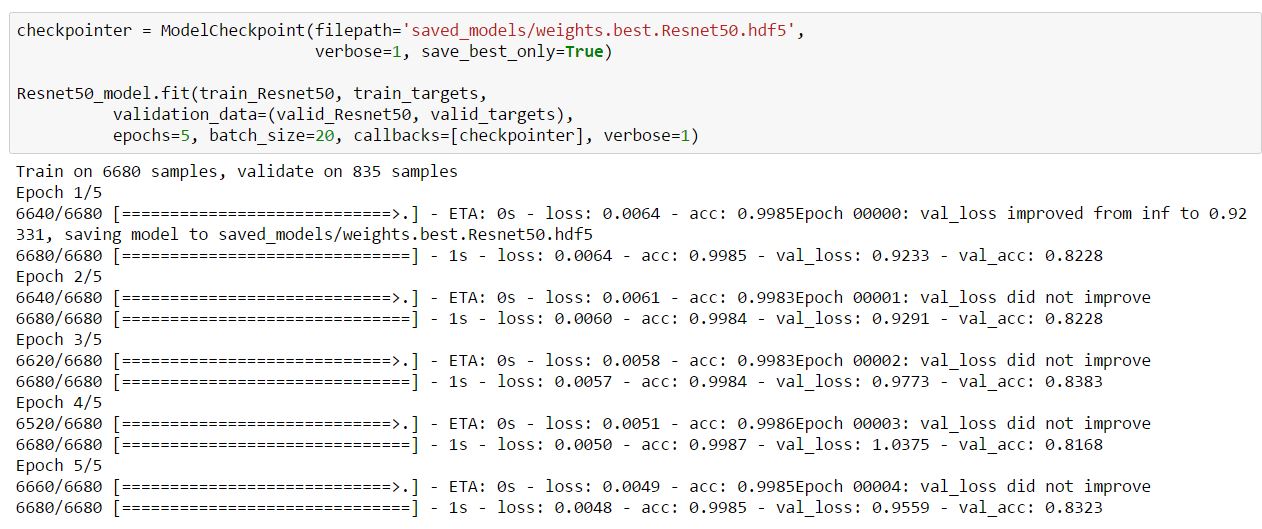 checkpointer = ModelCheckpoint(filepath='saved_models/weights.best.Resnet50.hdf5',
                               verbose=1, save_best_only=True)

Resnet50_model.fit(train_Resnet50, train_targets,
          validation_data=(valid_Resnet50, valid_targets),
          epochs=5, batch_size=20, callbacks=[checkpointer], verbose=1)
Train on 6680 samples, validate on 835 samples
Epoch 1/5
6640/6680 [============================>.] - ETA: 0s - loss: 0.0064 - acc: 0.9985Epoch 00000: val_loss improved from inf to 0.92
331, saving model to saved_models/weights.best.Resnet50.hdf5
6680/6680 [==============================] - 1s - loss: 0.0064 - acc: 0.9985 - val_loss: 0.9233 - val_acc: 0.8228
Epoch 2/5
6640/6680 [============================>.] - ETA: 0s - loss: 0.0061 - acc: 0.9983Epoch 00001: val_loss did not improve
6680/6680 [==============================] - 1s - loss: 0.0060 - acc: 0.9984 - val_loss: 0.9291 - val_acc: 0.8228
Epoch 3/5
6620/6680 [============================>.] - ETA: 0s - loss: 0.0058 - acc: 0.9983Epoch 00002: val_loss did not improve
6680/6680 [==============================] - 1s - loss: 0.0057 - acc: 0.9984 - val_loss: 0.9773 - val_acc: 0.8383
Epoch 4/5
6520/6680 [============================>.] - ETA: 0s - loss: 0.0051 - acc: 0.9986Epoch 00003: val_loss did not improve
6680/6680 [==============================] - 1s - loss: 0.0050 - acc: 0.9987 - val_loss: 1.0375 - val_acc: 0.8168
Epoch 5/5
6660/6680 [============================>.] - ETA: 0s - loss: 0.0049 - acc: 0.9985Epoch 00004: val_loss did not improve
6680/6680 [==============================] - 1s - loss: 0.0048 - acc: 0.9985 - val_loss: 0.9559 - val_acc: 0.8323